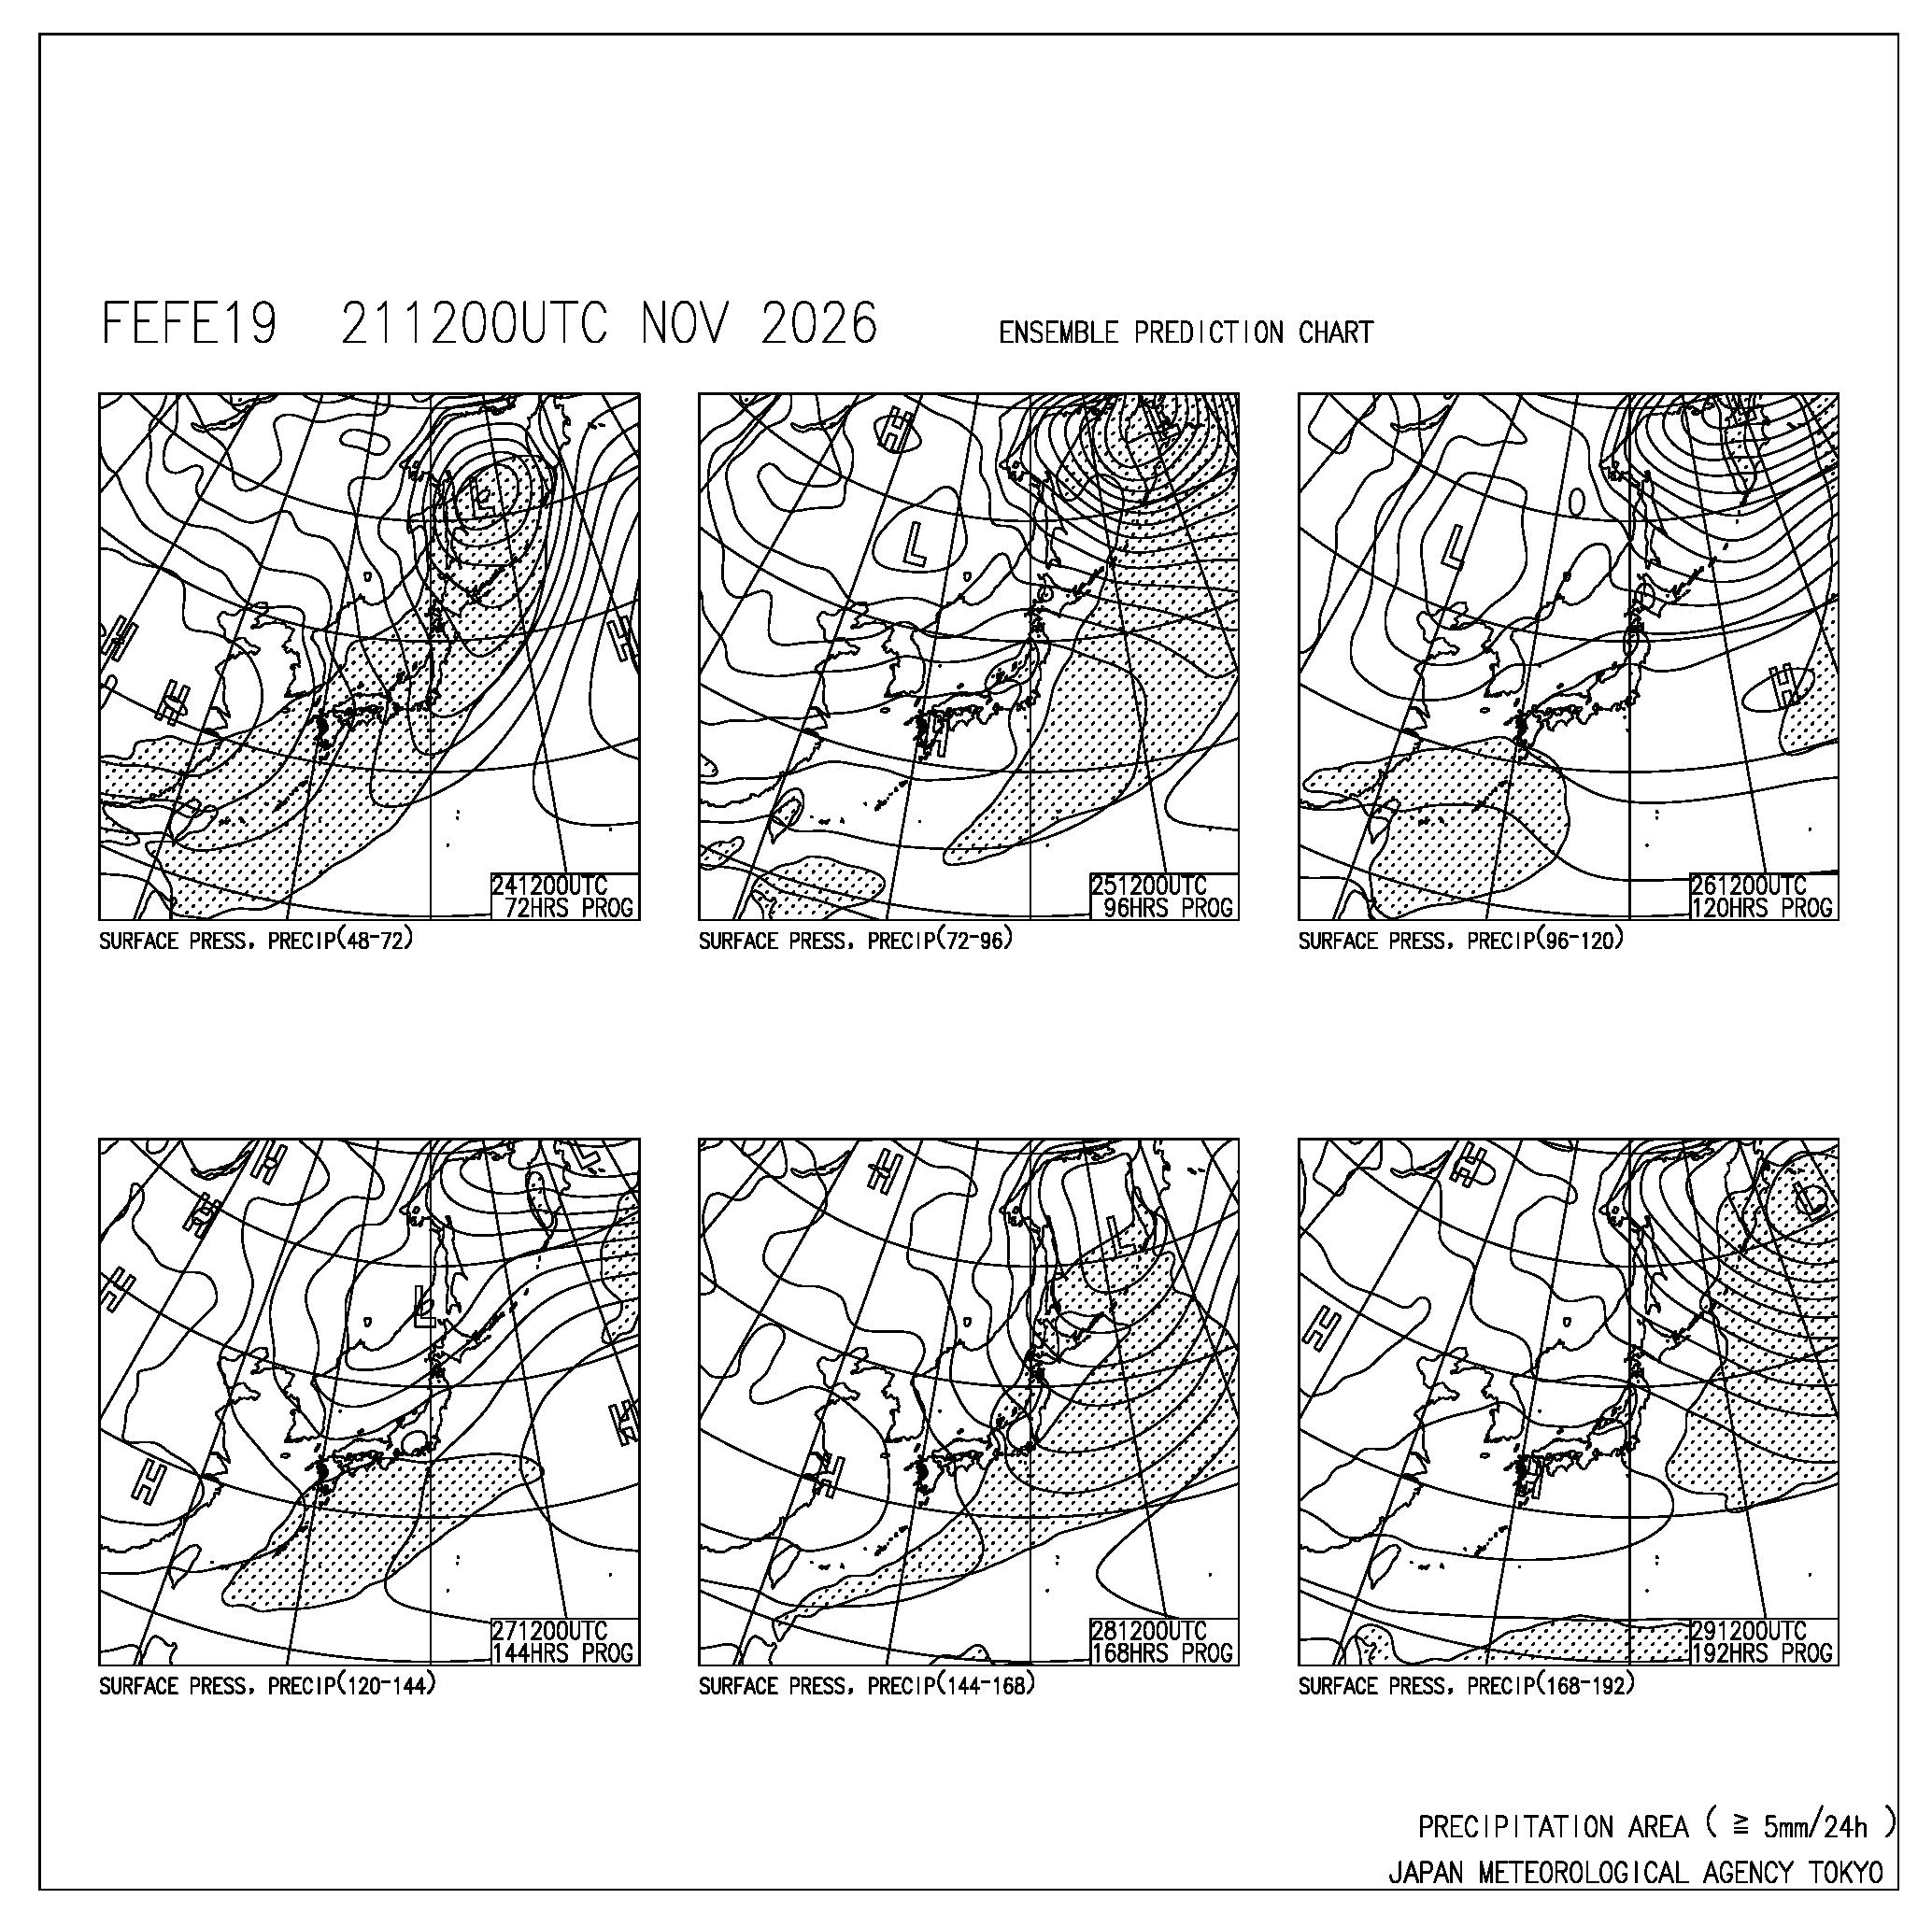 FEFE19 211200UTC NOV 2026 ENSEMBLE PREDICTION CHART
L
H
H
H
241200UTC
72HRS PROG
SURFACE PRESS, PRECIP(48-72)
H
L
H
251200UTC
96HRS PROG
SURFACE PRESS, PRECIP(72-96)
L
H
261200UTC
120HRS PROG
SURFACE PRESS, PRECIP(96-120)
H
L
H
H
L
H
H
271200UTC
144HRS PROG
SURFACE PRESS, PRECIP(120-144)
H
L
H
281200UTC
168HRS PROG
SURFACE PRESS, PRECIP(144-168)
H
L
H
H
291200UTC
192HRS PROG
SURFACE PRESS, PRECIP(168-192)
PRECIPITATION AREA ( ≧ 5mm/24h )
JAPAN METEOROLOGICAL AGENCY TOKYO